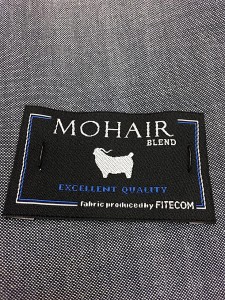 MOHAIR
BLEND
EXCELLENT QUALITY
fabric produced by FITECOM